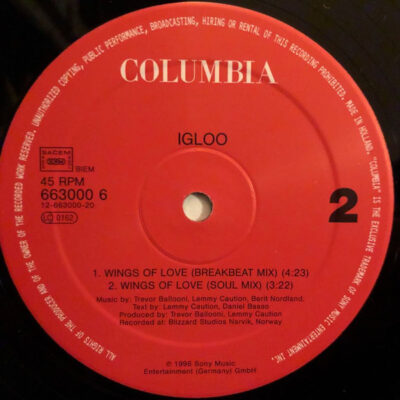 ALL RIGHTS OF THE PRODUCER AND OF THE OWNER OF THE RECORDED WORK RESERVED. UNAUTHORIZED COPYING, PUBLIC PERFORMANCE, BROADCASTING, HIRING OR RENTAL OF THIS RECORDING PROHIBITED. MADE IN HOLLAND. "COLUMBIA" IS THE EXCLUSIVE TRADEMARK OF SONY MUSIC ENTERTAINMENT INC.
COLUMBIA
IGLOO
SACEM
BIEM
45 RPM
663000 6
12-663000-20
LC 0162
2
1. WINGS OF LOVE (BREAKBEAT MIX) (4:23)
2. WINGS OF LOVE (SOUL MIX) (3:22)
Music by: Trevor Ballooni, Lemmy Caution, Berit Nordland,
Text by: Lemmy Caution, Daniel Basso
Produced by: Trevor Ballooni, Lemmy Caution
Recorded at: Blizzard Studios Narvik, Norway
℗ 1996 Sony Music
Entertainment (Germany) GmbH